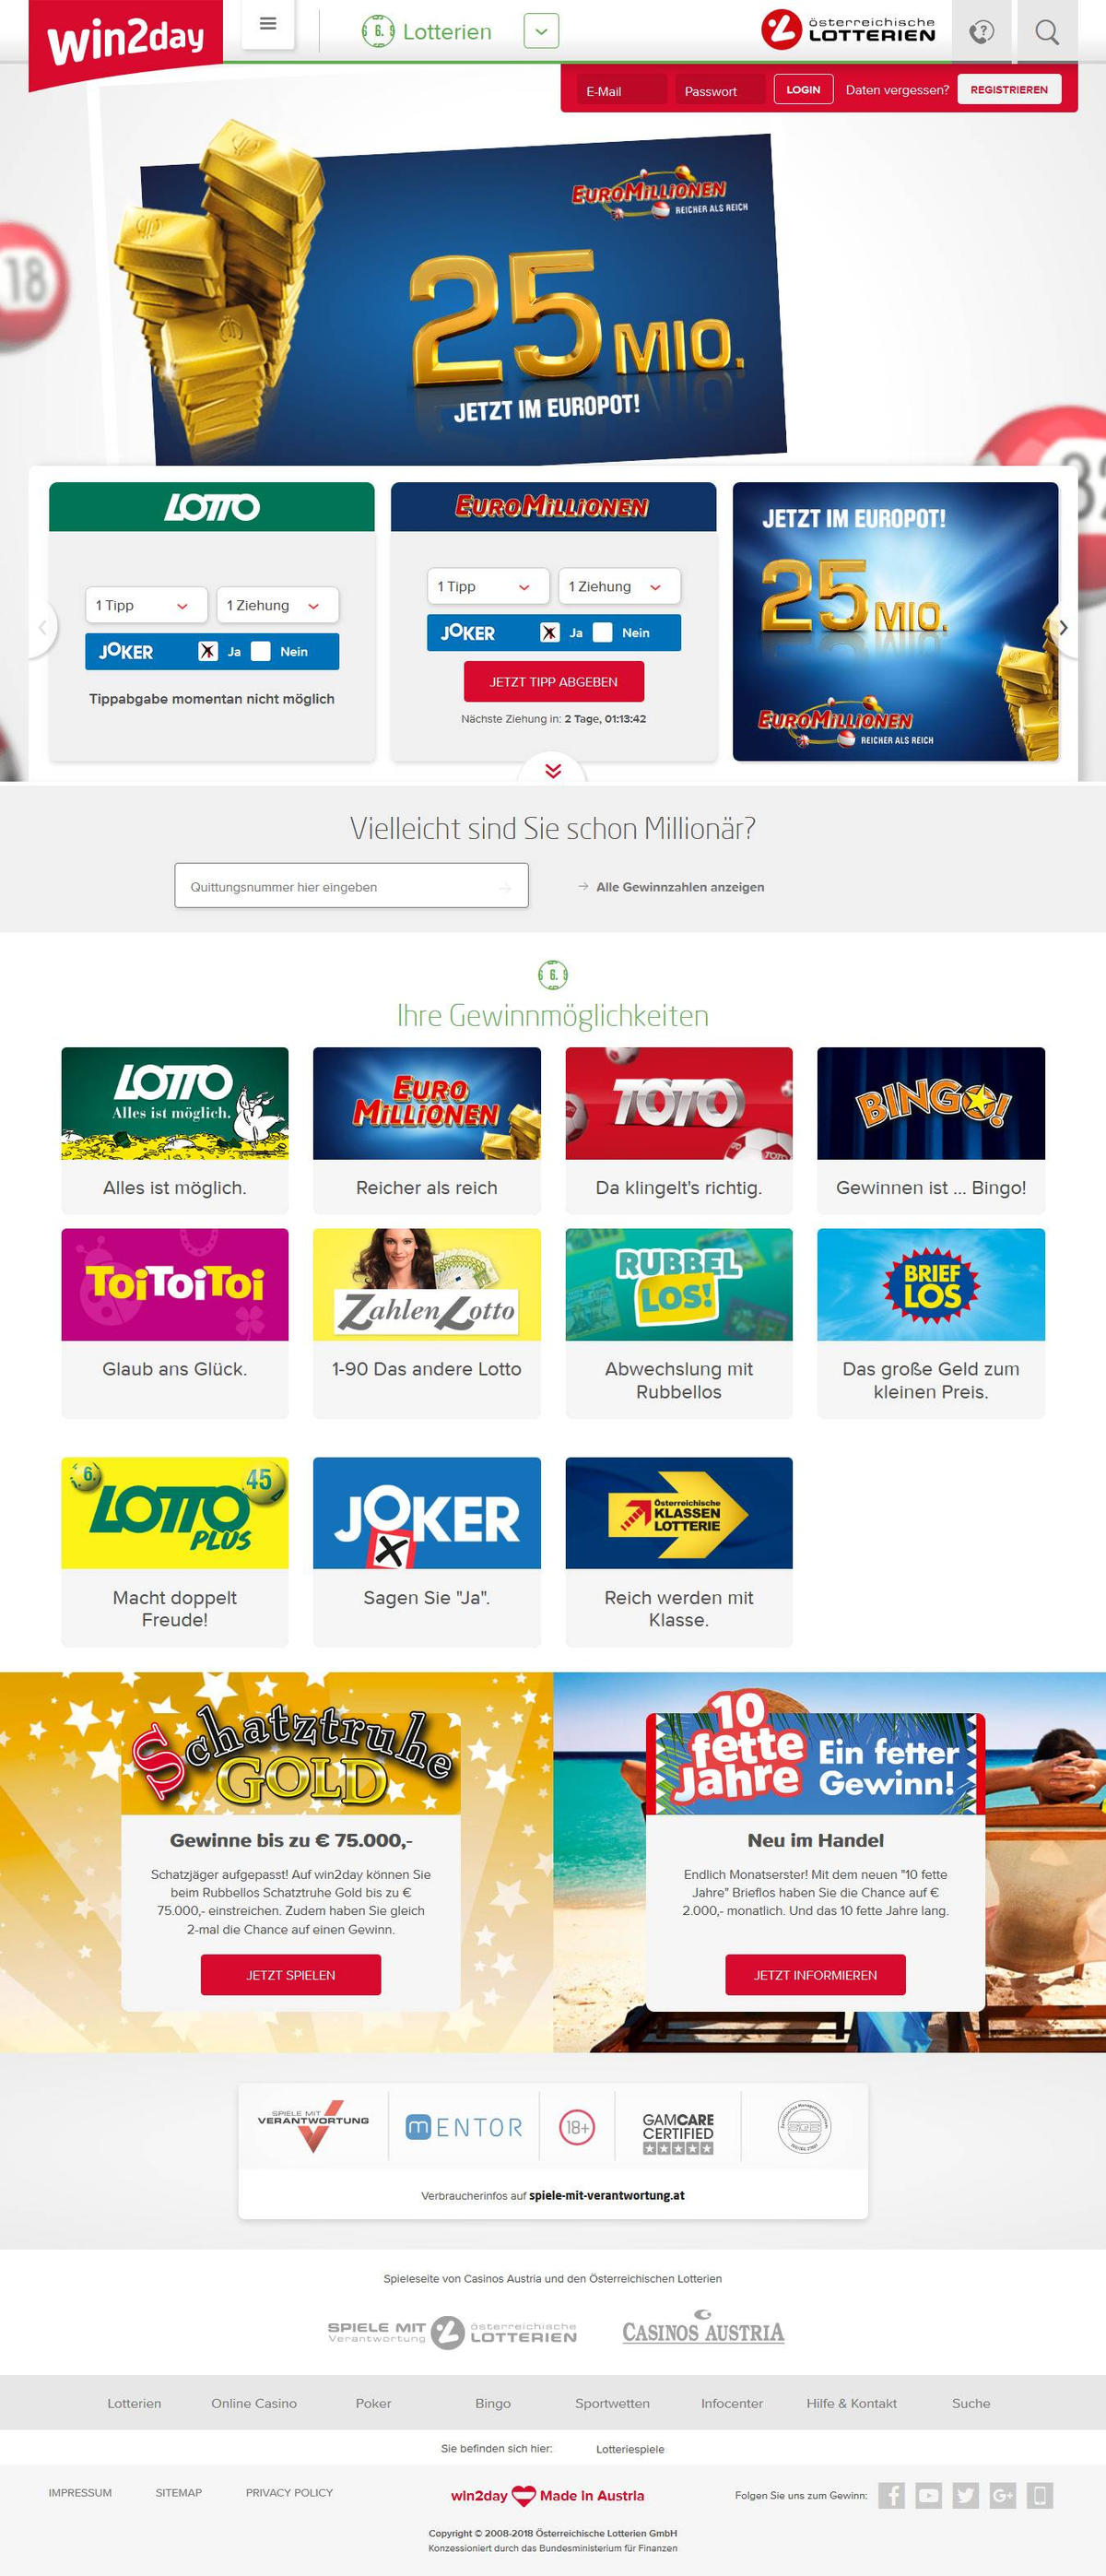 win2day
6. Lotterien
österreichische
LOTTERIEN
E-Mail Passwort LOGIN Daten vergessen? REGISTRIEREN
18
EUROMILLIONEN
REICHER ALS REICH
25 MIO.
JETZT IM EUROPOT!
LOTTO
1 Tipp 1 Ziehung
JOKER Ja Nein
Tippabgabe momentan nicht möglich
EUROMILLIONEN
1 Tipp 1 Ziehung
JOKER Ja Nein
JETZT TIPP ABGEBEN
Nächste Ziehung in: 2 Tage, 01:13:42
JETZT IM EUROPOT!
25 MIO.
EUROMILLIONEN
REICHER ALS REICH
Vielleicht sind Sie schon Millionär?
Quittungsnummer hier eingeben
Alle Gewinnzahlen anzeigen
6.
Ihre Gewinnmöglichkeiten
LOTTO
Alles ist möglich.
Alles ist möglich.
EURO
MILLIONEN
Reicher als reich
TOTO
Da klingelt's richtig.
BINGO!
Gewinnen ist ... Bingo!
ToiToiToi
Glaub ans Glück.
ZahlenLotto
1-90 Das andere Lotto
RUBBEL
LOS!
Abwechslung mit
Rubbellos
BRIEF
LOS
Das große Geld zum
kleinen Preis.
6. 45
LOTTO
PLUS
Macht doppelt
Freude!
JOKER
Sagen Sie "Ja".
Österreichische
KLASSEN
LOTTERIE
Reich werden mit
Klasse.
Schatztruhe
GOLD
Gewinne bis zu € 75.000,-
Schatzjäger aufgepasst! Auf win2day können Sie
beim Rubbellos Schatztruhe Gold bis zu €
75.000,- einstreichen. Zudem haben Sie gleich
2-mal die Chance auf einen Gewinn.
JETZT SPIELEN
10
fette
Jahre
Ein fetter
Gewinn!
Neu im Handel
Endlich Monatserster! Mit dem neuen "10 fette
Jahre" Brieflos haben Sie die Chance auf €
2.000,- monatlich. Und das 10 fette Jahre lang.
JETZT INFORMIEREN
SPIELE MIT
VERANTWORTUNG
mENTOR
18+
GAMCARE
CERTIFIED
Verbraucherinfos auf spiele-mit-verantwortung.at
Spieleseite von Casinos Austria und den Österreichischen Lotterien
SPIELE MIT
Verantwortung
österreichische
LOTTERIEN
CASINOS AUSTRIA
Lotterien Online Casino Poker Bingo Sportwetten Infocenter Hilfe & Kontakt Suche
Sie befinden sich hier: Lotteriespiele
IMPRESSUM SITEMAP PRIVACY POLICY
win2day Made in Austria
Folgen Sie uns zum Gewinn:
Copyright © 2008-2018 Österreichische Lotterien GmbH
Konzessioniert durch das Bundesministerium für Finanzen